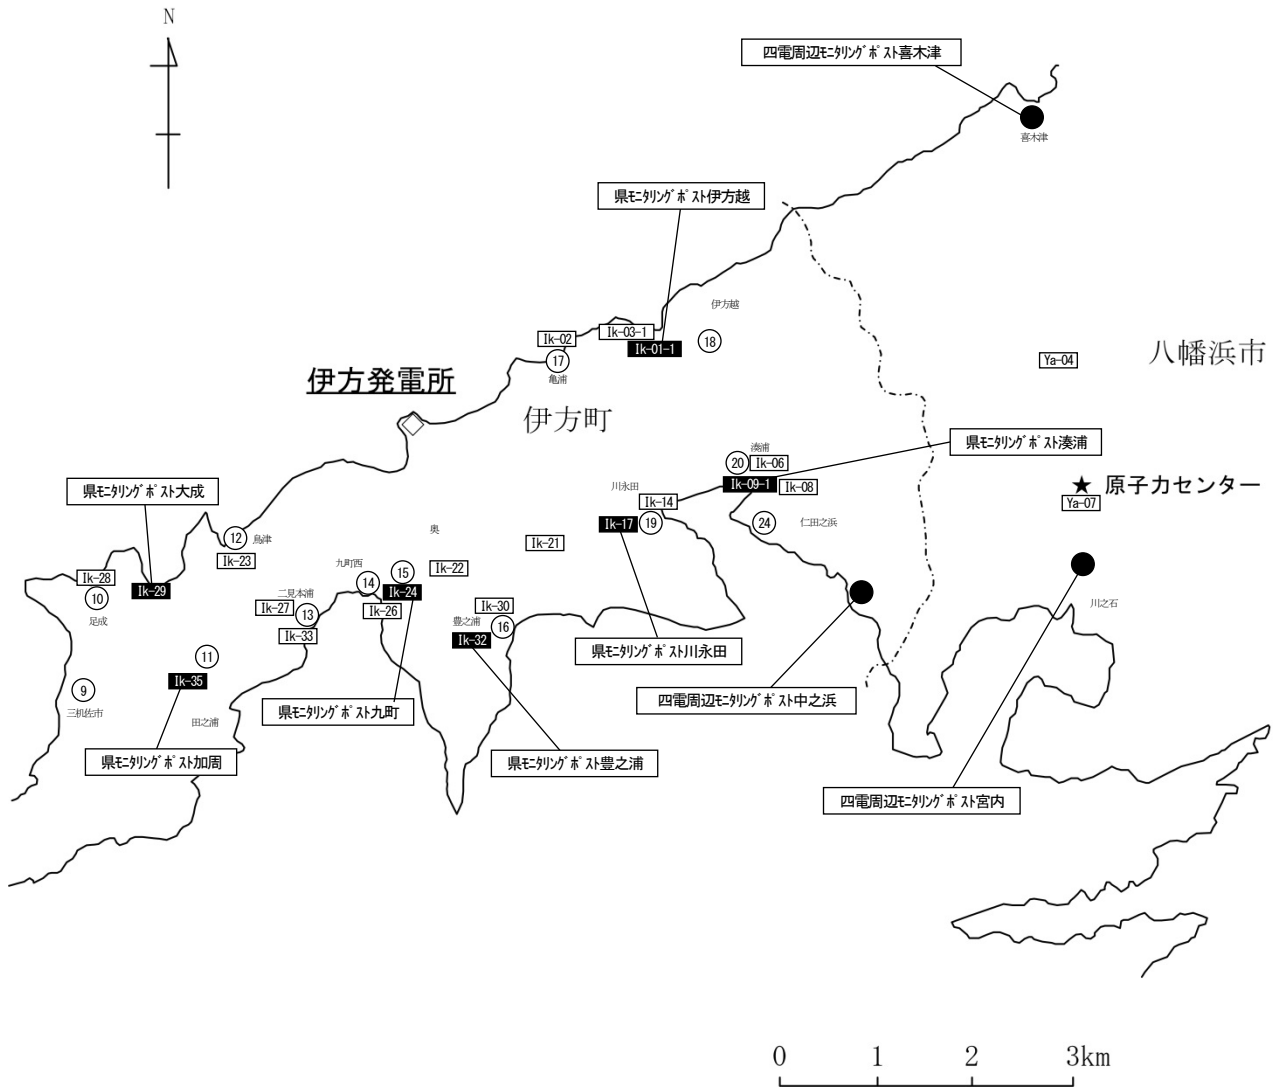 N
四電周辺モニタリングポスト喜木津
喜木津
県モニタリングポスト伊方越
伊方越
Ik-02
Ik-03-1
Ik-01-1
18
17
亀浦
Ya-04
八幡浜市
伊方発電所
伊方町
県モニタリングポスト湊浦
湊浦
20
Ik-06
Ik-09-1
Ik-08
★ 原子力センター
Ya-07
県モニタリングポスト大成
川永田
Ik-14
Ik-17
19
24
仁田之浜
12
鳥津
奥
Ik-21
Ik-23
九町西
15
Ik-22
Ik-28
Ik-29
14
Ik-24
10
足成
二見本浦
Ik-27
13
Ik-26
Ik-30
豊之浦
16
川之石
Ik-33
Ik-32
県モニタリングポスト川永田
11
Ik-35
9
三机佐市
田之浦
県モニタリングポスト九町
四電周辺モニタリングポスト中之浜
県モニタリングポスト加周
県モニタリングポスト豊之浦
四電周辺モニタリングポスト宮内
0 1 2 3km